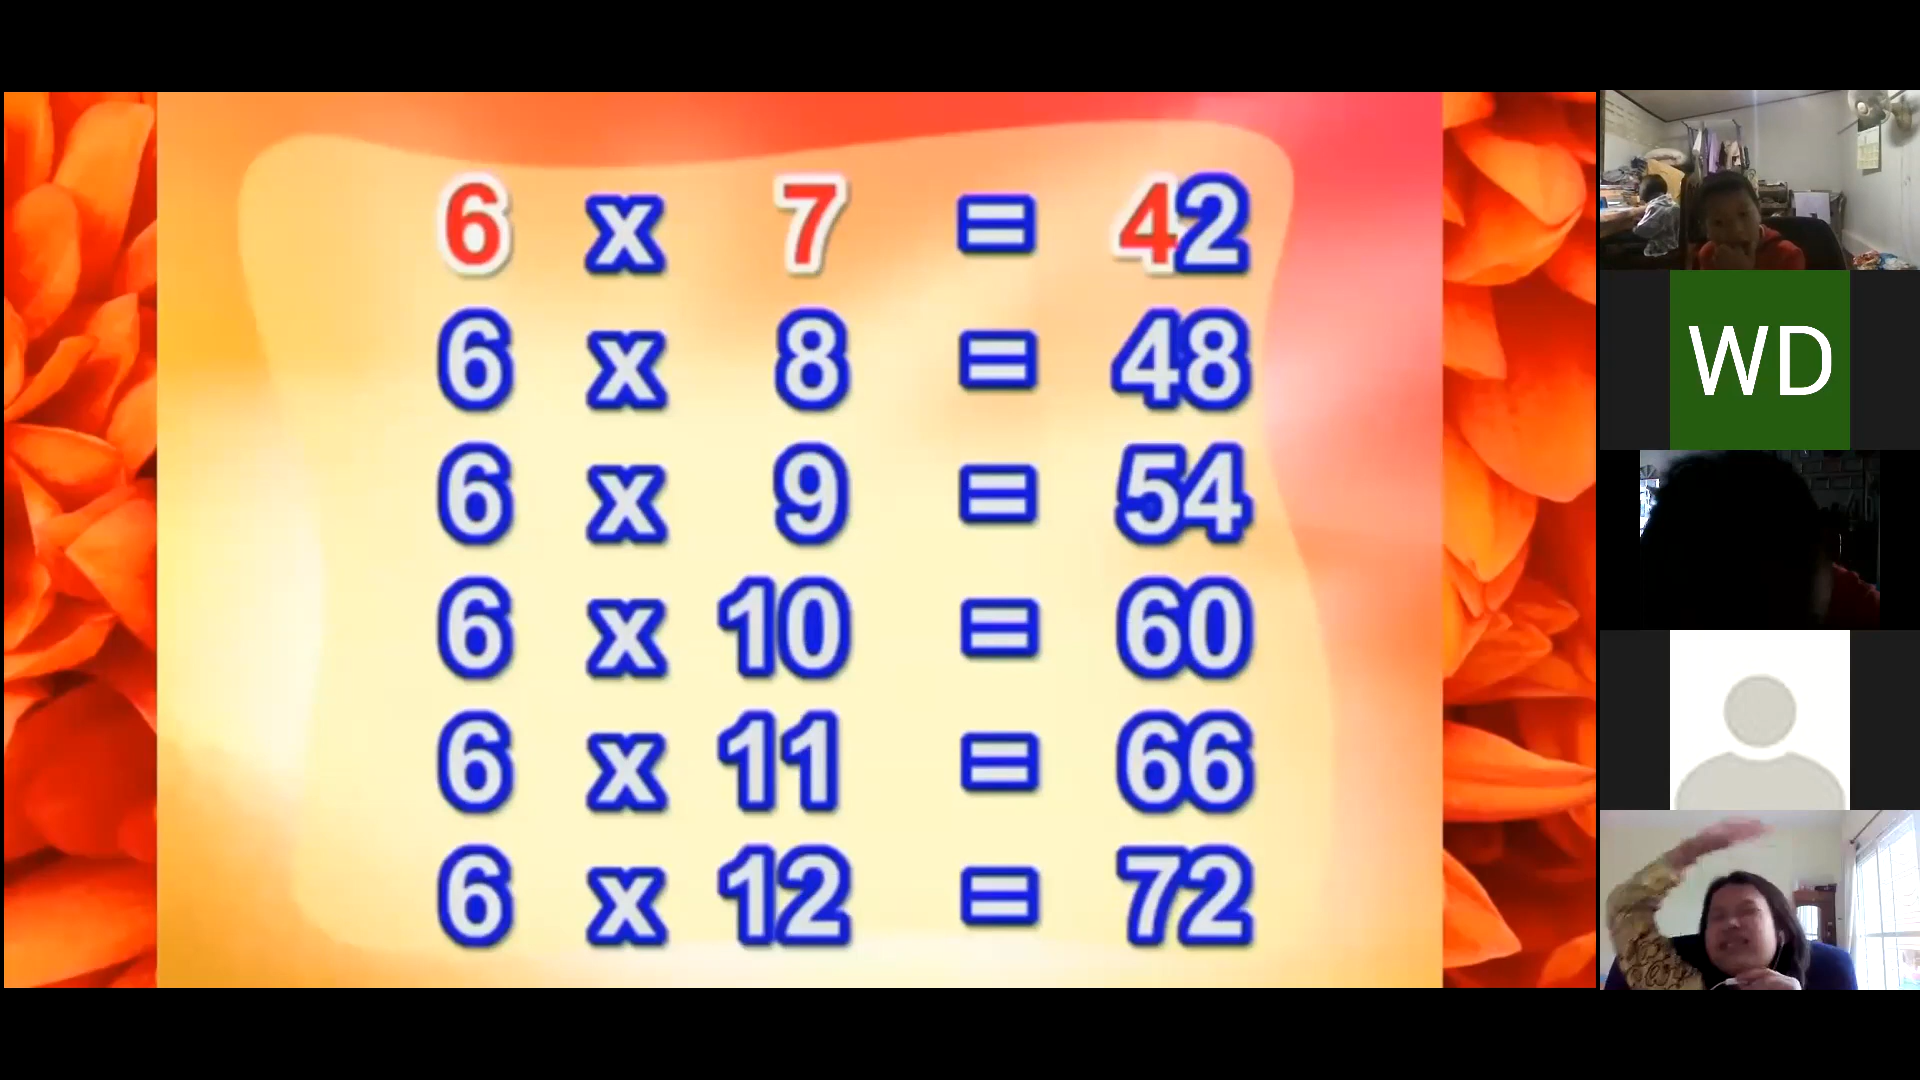 6 x 7 = 42
6 x 8 = 48
6 x 9 = 54
6 x 10 = 60
6 x 11 = 66
6 x 12 = 72
WD